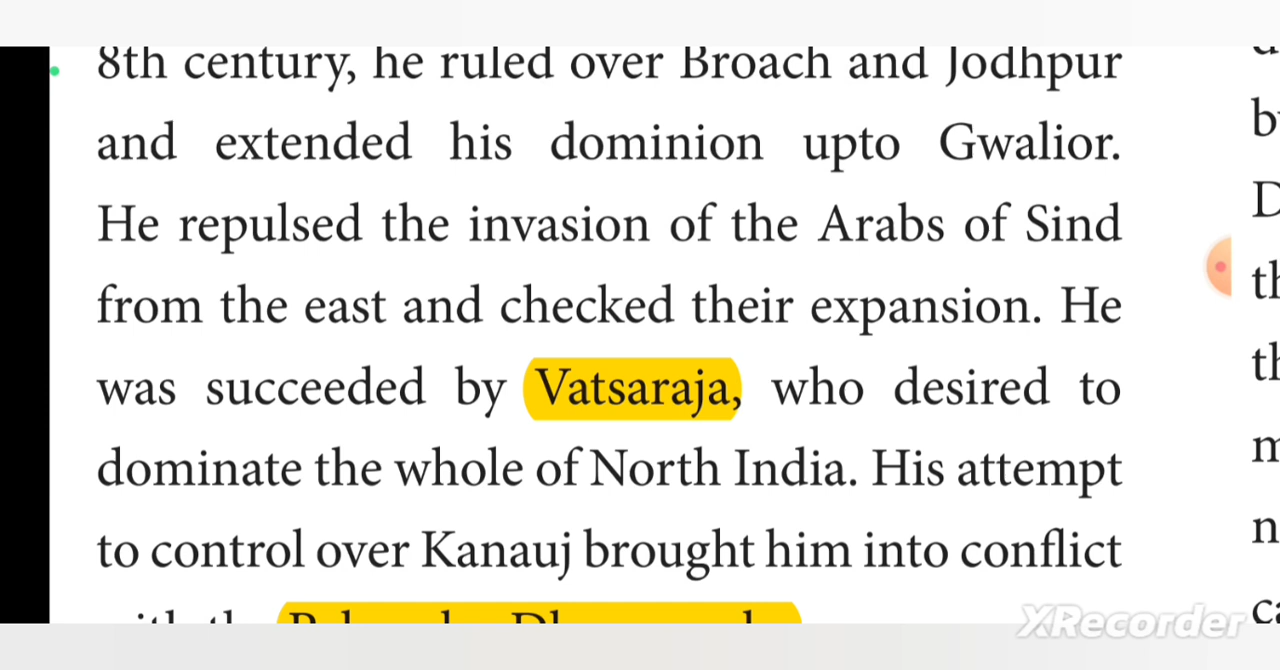 8th century, he ruled over Broach and Jodhpur
and extended his dominion upto Gwalior.
He repulsed the invasion of the Arabs of Sind
from the east and checked their expansion. He
was succeeded by Vatsaraja, who desired to
dominate the whole of North India. His attempt
to control over Kanauj brought him into conflict
XRecorder